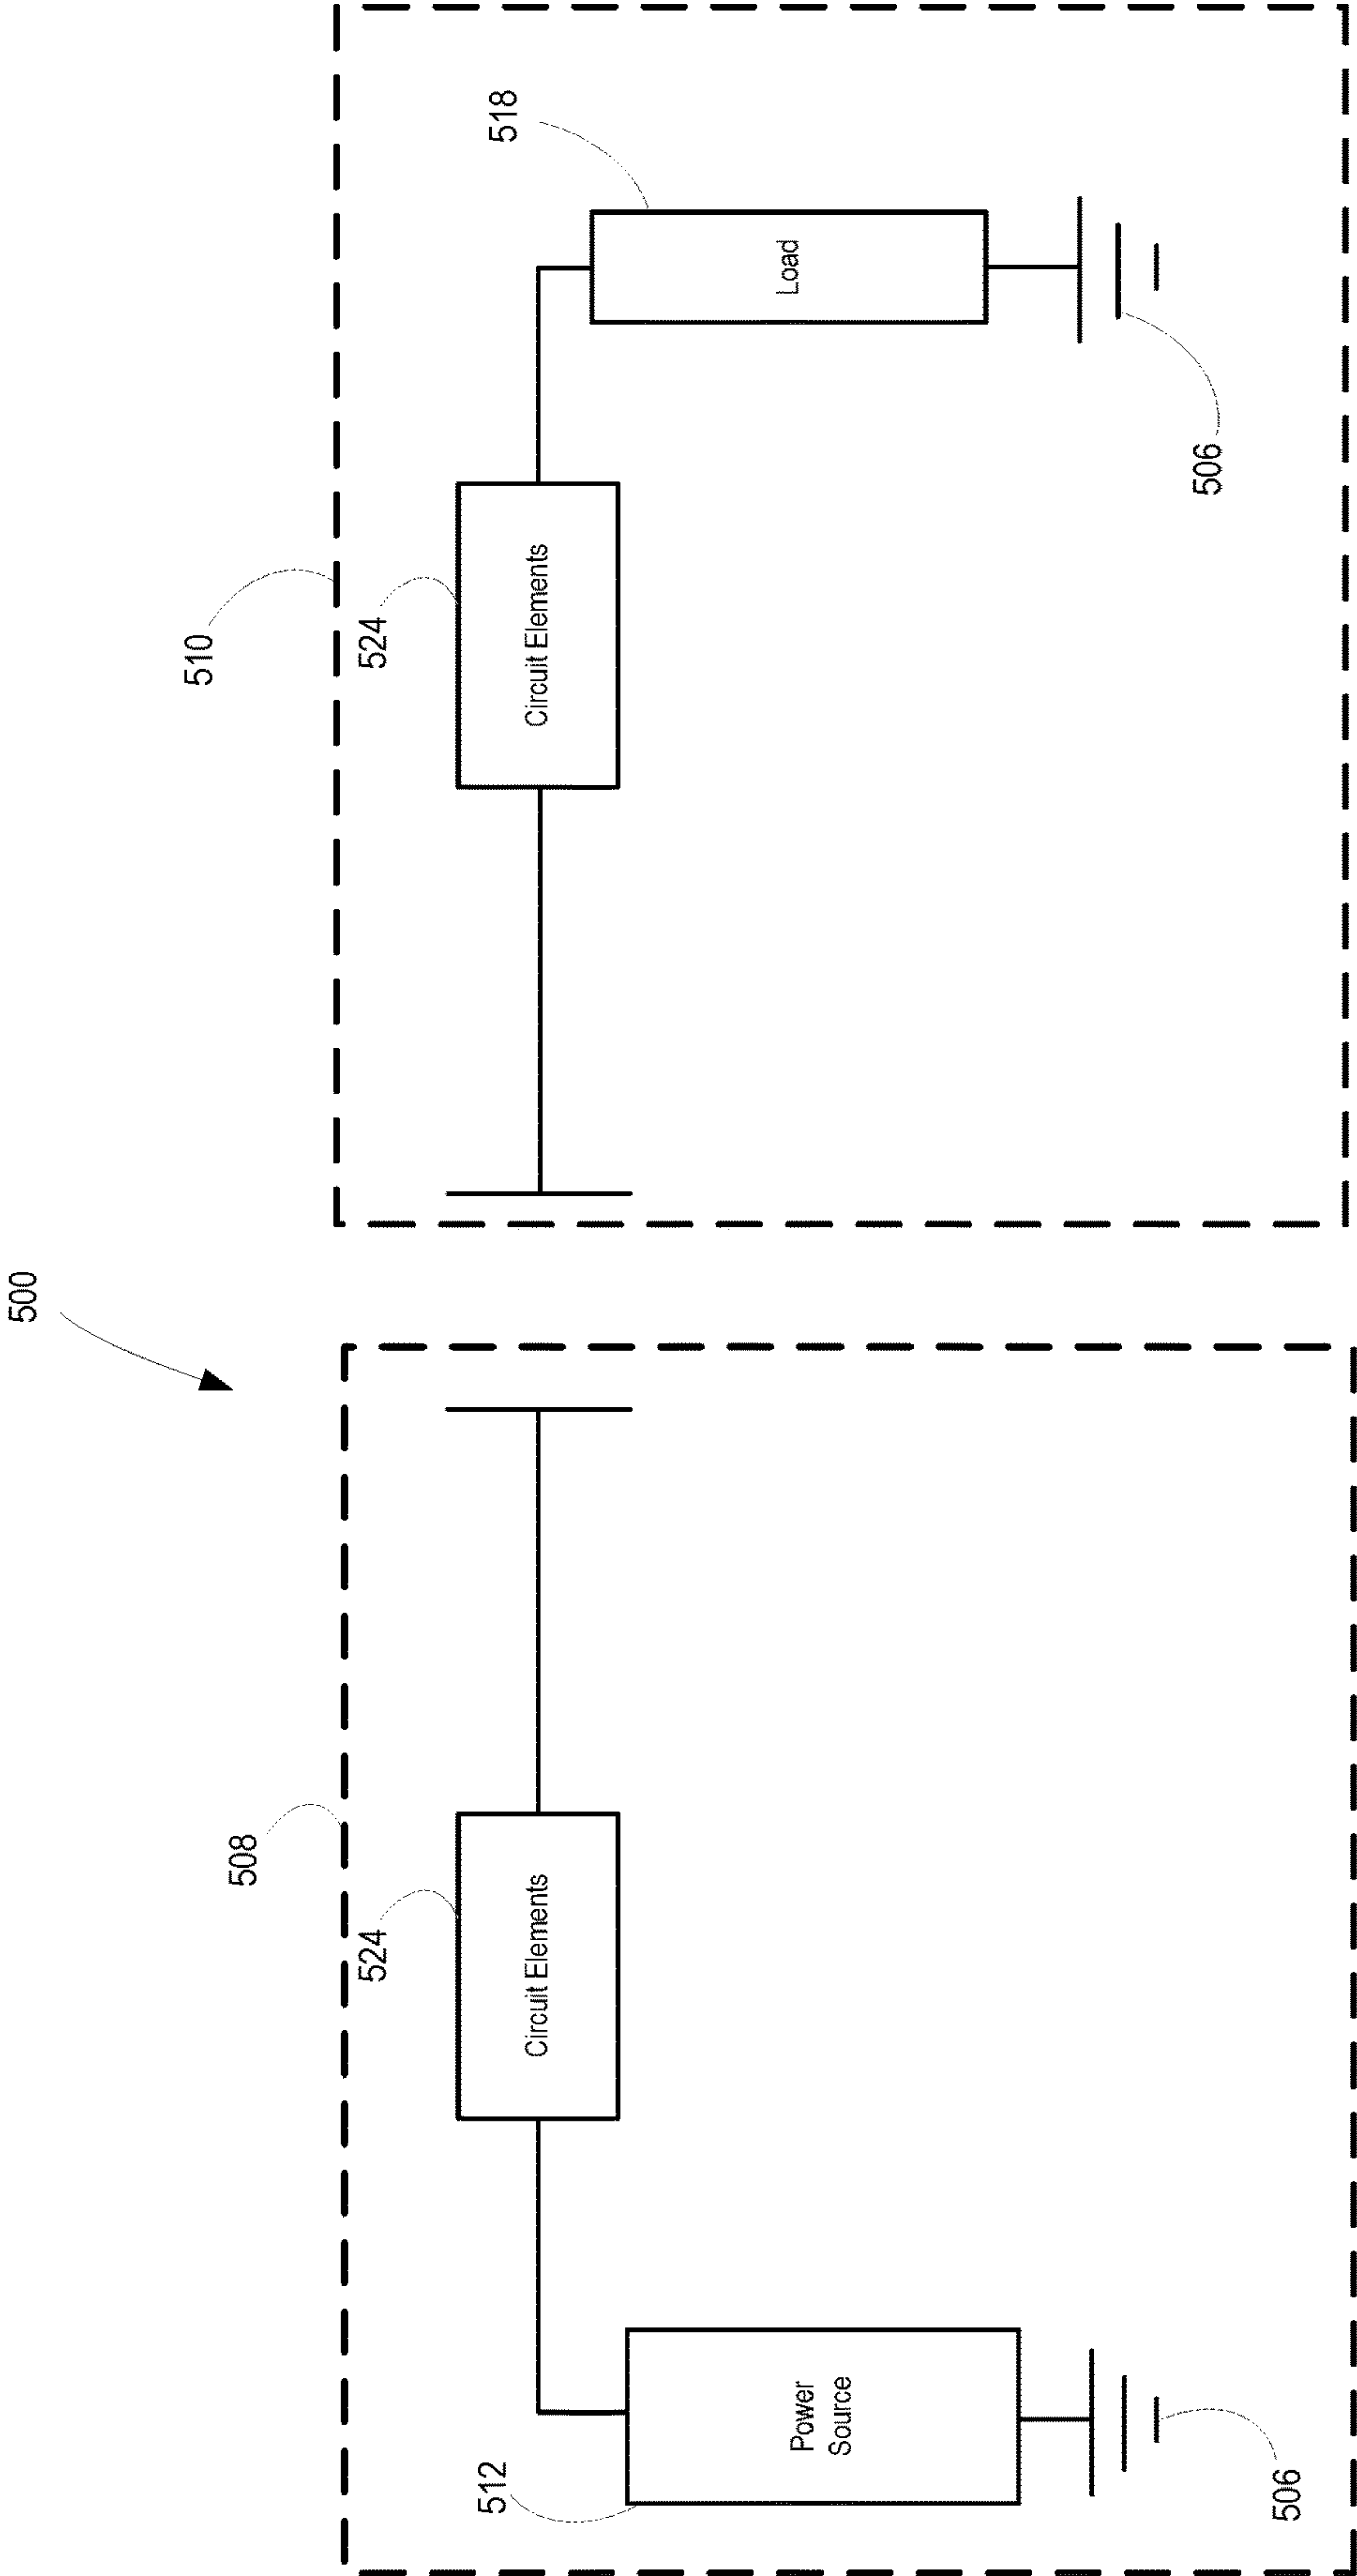 500
508
510
524
Circuit Elements
524
Circuit Elements
512
Power
Source
518
Load
506
506